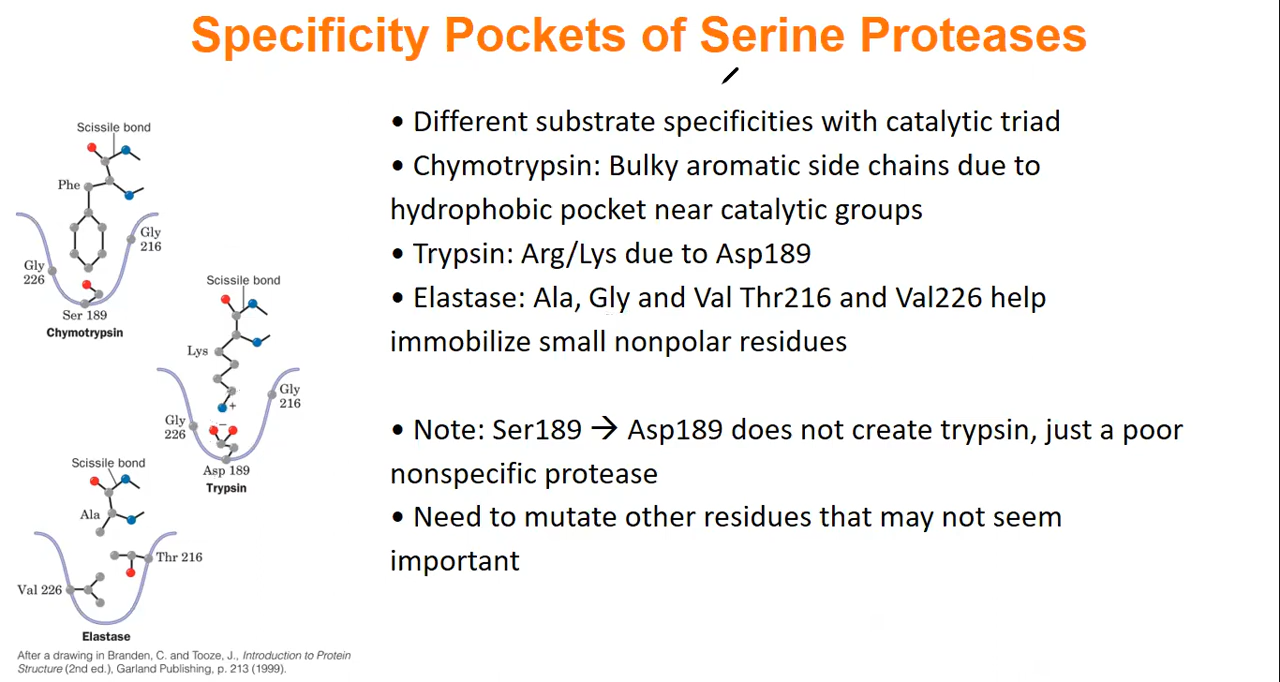 Specificity Pockets of Serine Proteases
• Different substrate specificities with catalytic triad
• Chymotrypsin: Bulky aromatic side chains due to
hydrophobic pocket near catalytic groups
• Trypsin: Arg/Lys due to Asp189
• Elastase: Ala, Gly and Val Thr216 and Val226 help
immobilize small nonpolar residues
• Note: Ser189 → Asp189 does not create trypsin, just a poor
nonspecific protease
• Need to mutate other residues that may not seem
important
Scissile bond
Phe
Gly
216
Gly
226
Ser 189
Chymotrypsin
Scissile bond
Lys
+
−
Gly
216
Gly
226
Asp 189
Trypsin
Scissile bond
Ala
Thr 216
Val 226
Elastase
After a drawing in Branden, C. and Tooze, J., Introduction to Protein
Structure (2nd ed.), Garland Publishing, p. 213 (1999).